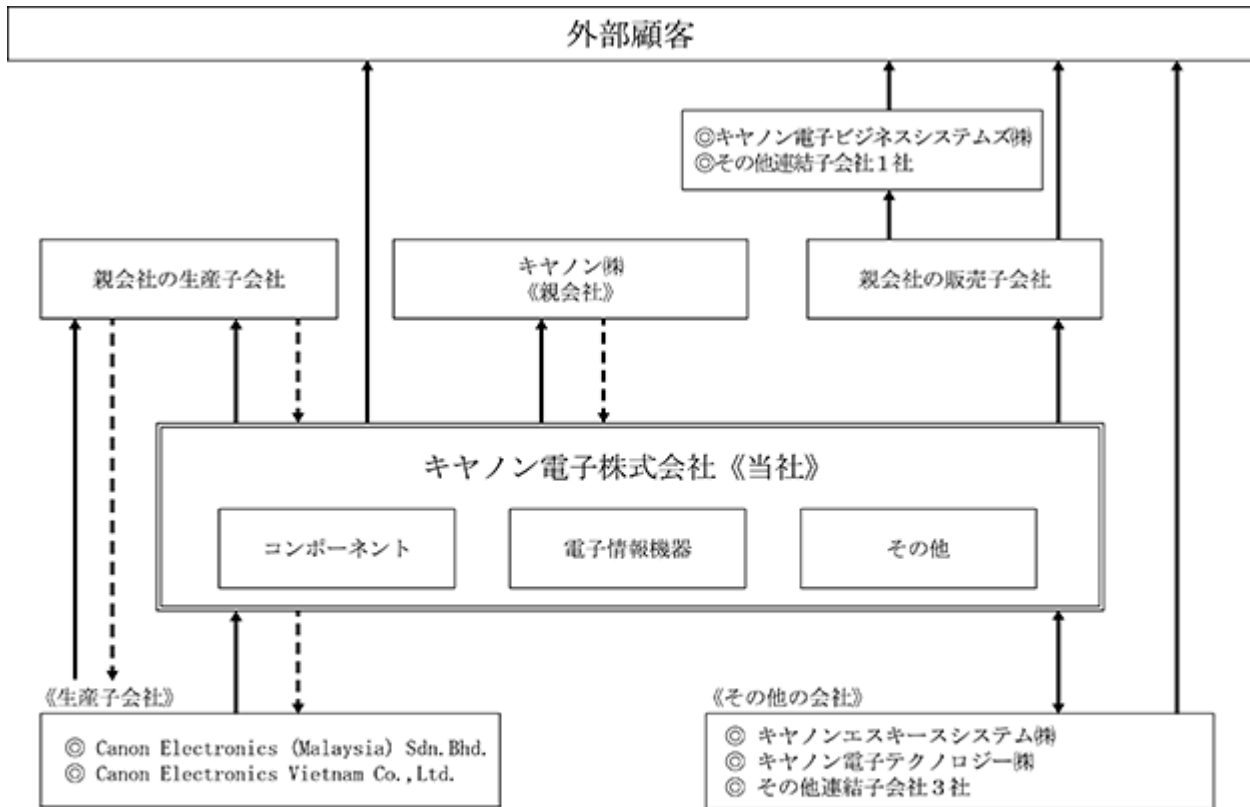 外部顧客
◎キヤノン電子ビジネスシステムズ㈱
◎その他連結子会社１社
親会社の生産子会社
キヤノン㈱
《親会社》
親会社の販売子会社
キヤノン電子株式会社《当社》
コンポーネント
電子情報機器
その他
《生産子会社》
◎ Canon Electronics (Malaysia) Sdn.Bhd.
◎ Canon Electronics Vietnam Co.,Ltd.
《その他の会社》
◎ キヤノンエスキースシステム㈱
◎ キヤノン電子テクノロジー㈱
◎ その他連結子会社３社